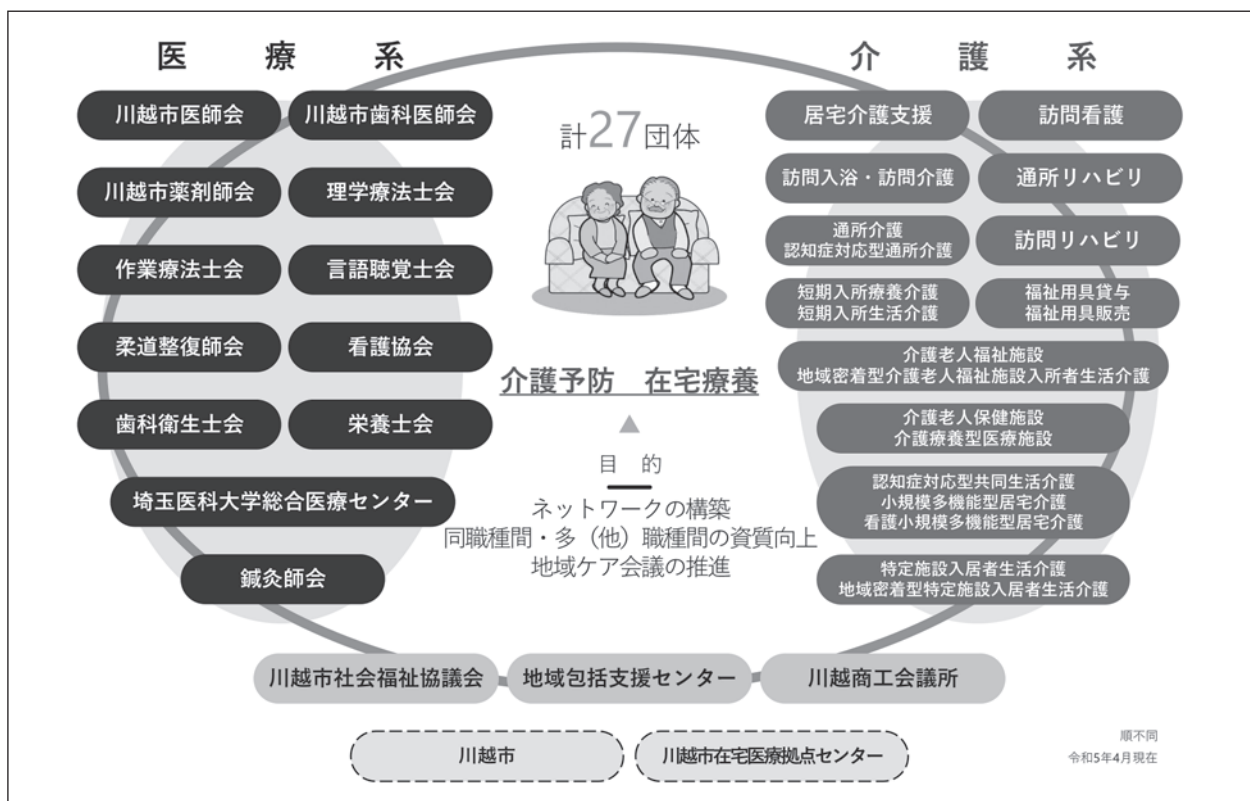 医療系
川越市医師会
川越市歯科医師会
川越市薬剤師会
理学療法士会
作業療法士会
言語聴覚士会
柔道整復師会
看護協会
歯科衛生士会
栄養士会
埼玉医科大学総合医療センター
鍼灸師会
計27団体
介護予防　在宅療養
▲
目的
ネットワークの構築
同職種間・多（他）職種間の資質向上
地域ケア会議の推進
介護系
居宅介護支援
訪問看護
訪問入浴・訪問介護
通所リハビリ
通所介護
認知症対応型通所介護
訪問リハビリ
短期入所療養介護
短期入所生活介護
福祉用具貸与
福祉用具販売
介護老人福祉施設
地域密着型介護老人福祉施設入所者生活介護
介護老人保健施設
介護療養型医療施設
認知症対応型共同生活介護
小規模多機能型居宅介護
看護小規模多機能型居宅介護
特定施設入居者生活介護
地域密着型特定施設入居者生活介護
川越市社会福祉協議会
地域包括支援センター
川越商工会議所
川越市
川越市在宅医療拠点センター
順不同
令和5年4月現在